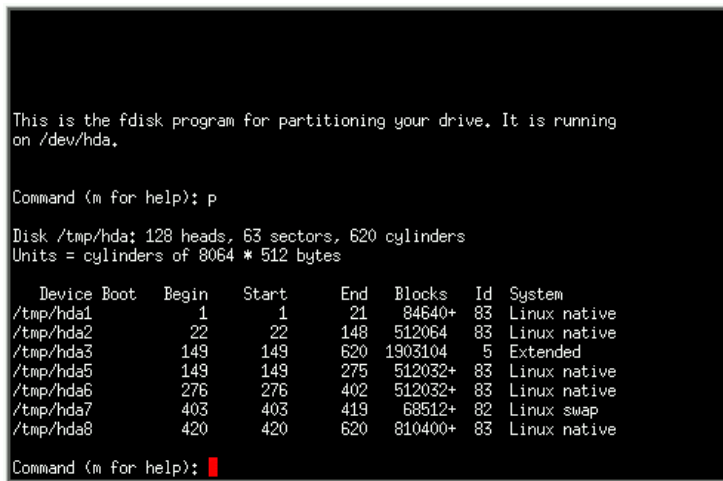 This is the fdisk program for partitioning your drive. It is running
on /dev/hda.
Command (m for help): p
Disk /tmp/hda: 128 heads, 63 sectors, 620 cylinders
Units = cylinders of 8064 * 512 bytes
Device Boot Begin Start End Blocks Id System
/tmp/hda1 1 1 21 84640+ 83 Linux native
/tmp/hda2 22 22 148 512064 83 Linux native
/tmp/hda3 149 149 620 1903104 5 Extended
/tmp/hda5 149 149 275 512032+ 83 Linux native
/tmp/hda6 276 276 402 512032+ 83 Linux native
/tmp/hda7 403 403 419 68512+ 82 Linux swap
/tmp/hda8 420 420 620 810400+ 83 Linux native
Command (m for help):